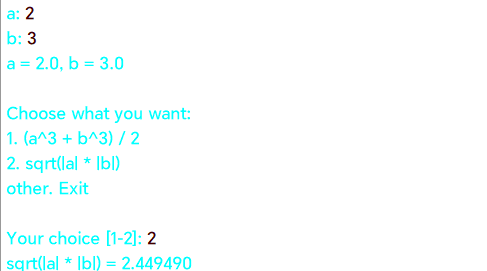 a: 2
b: 3
a = 2.0, b = 3.0
Choose what you want:
1. (a^3 + b^3) / 2
2. sqrt(|a| * |b|)
other. Exit
Your choice [1-2]: 2
sqrt(|a| * |b|) = 2.449490